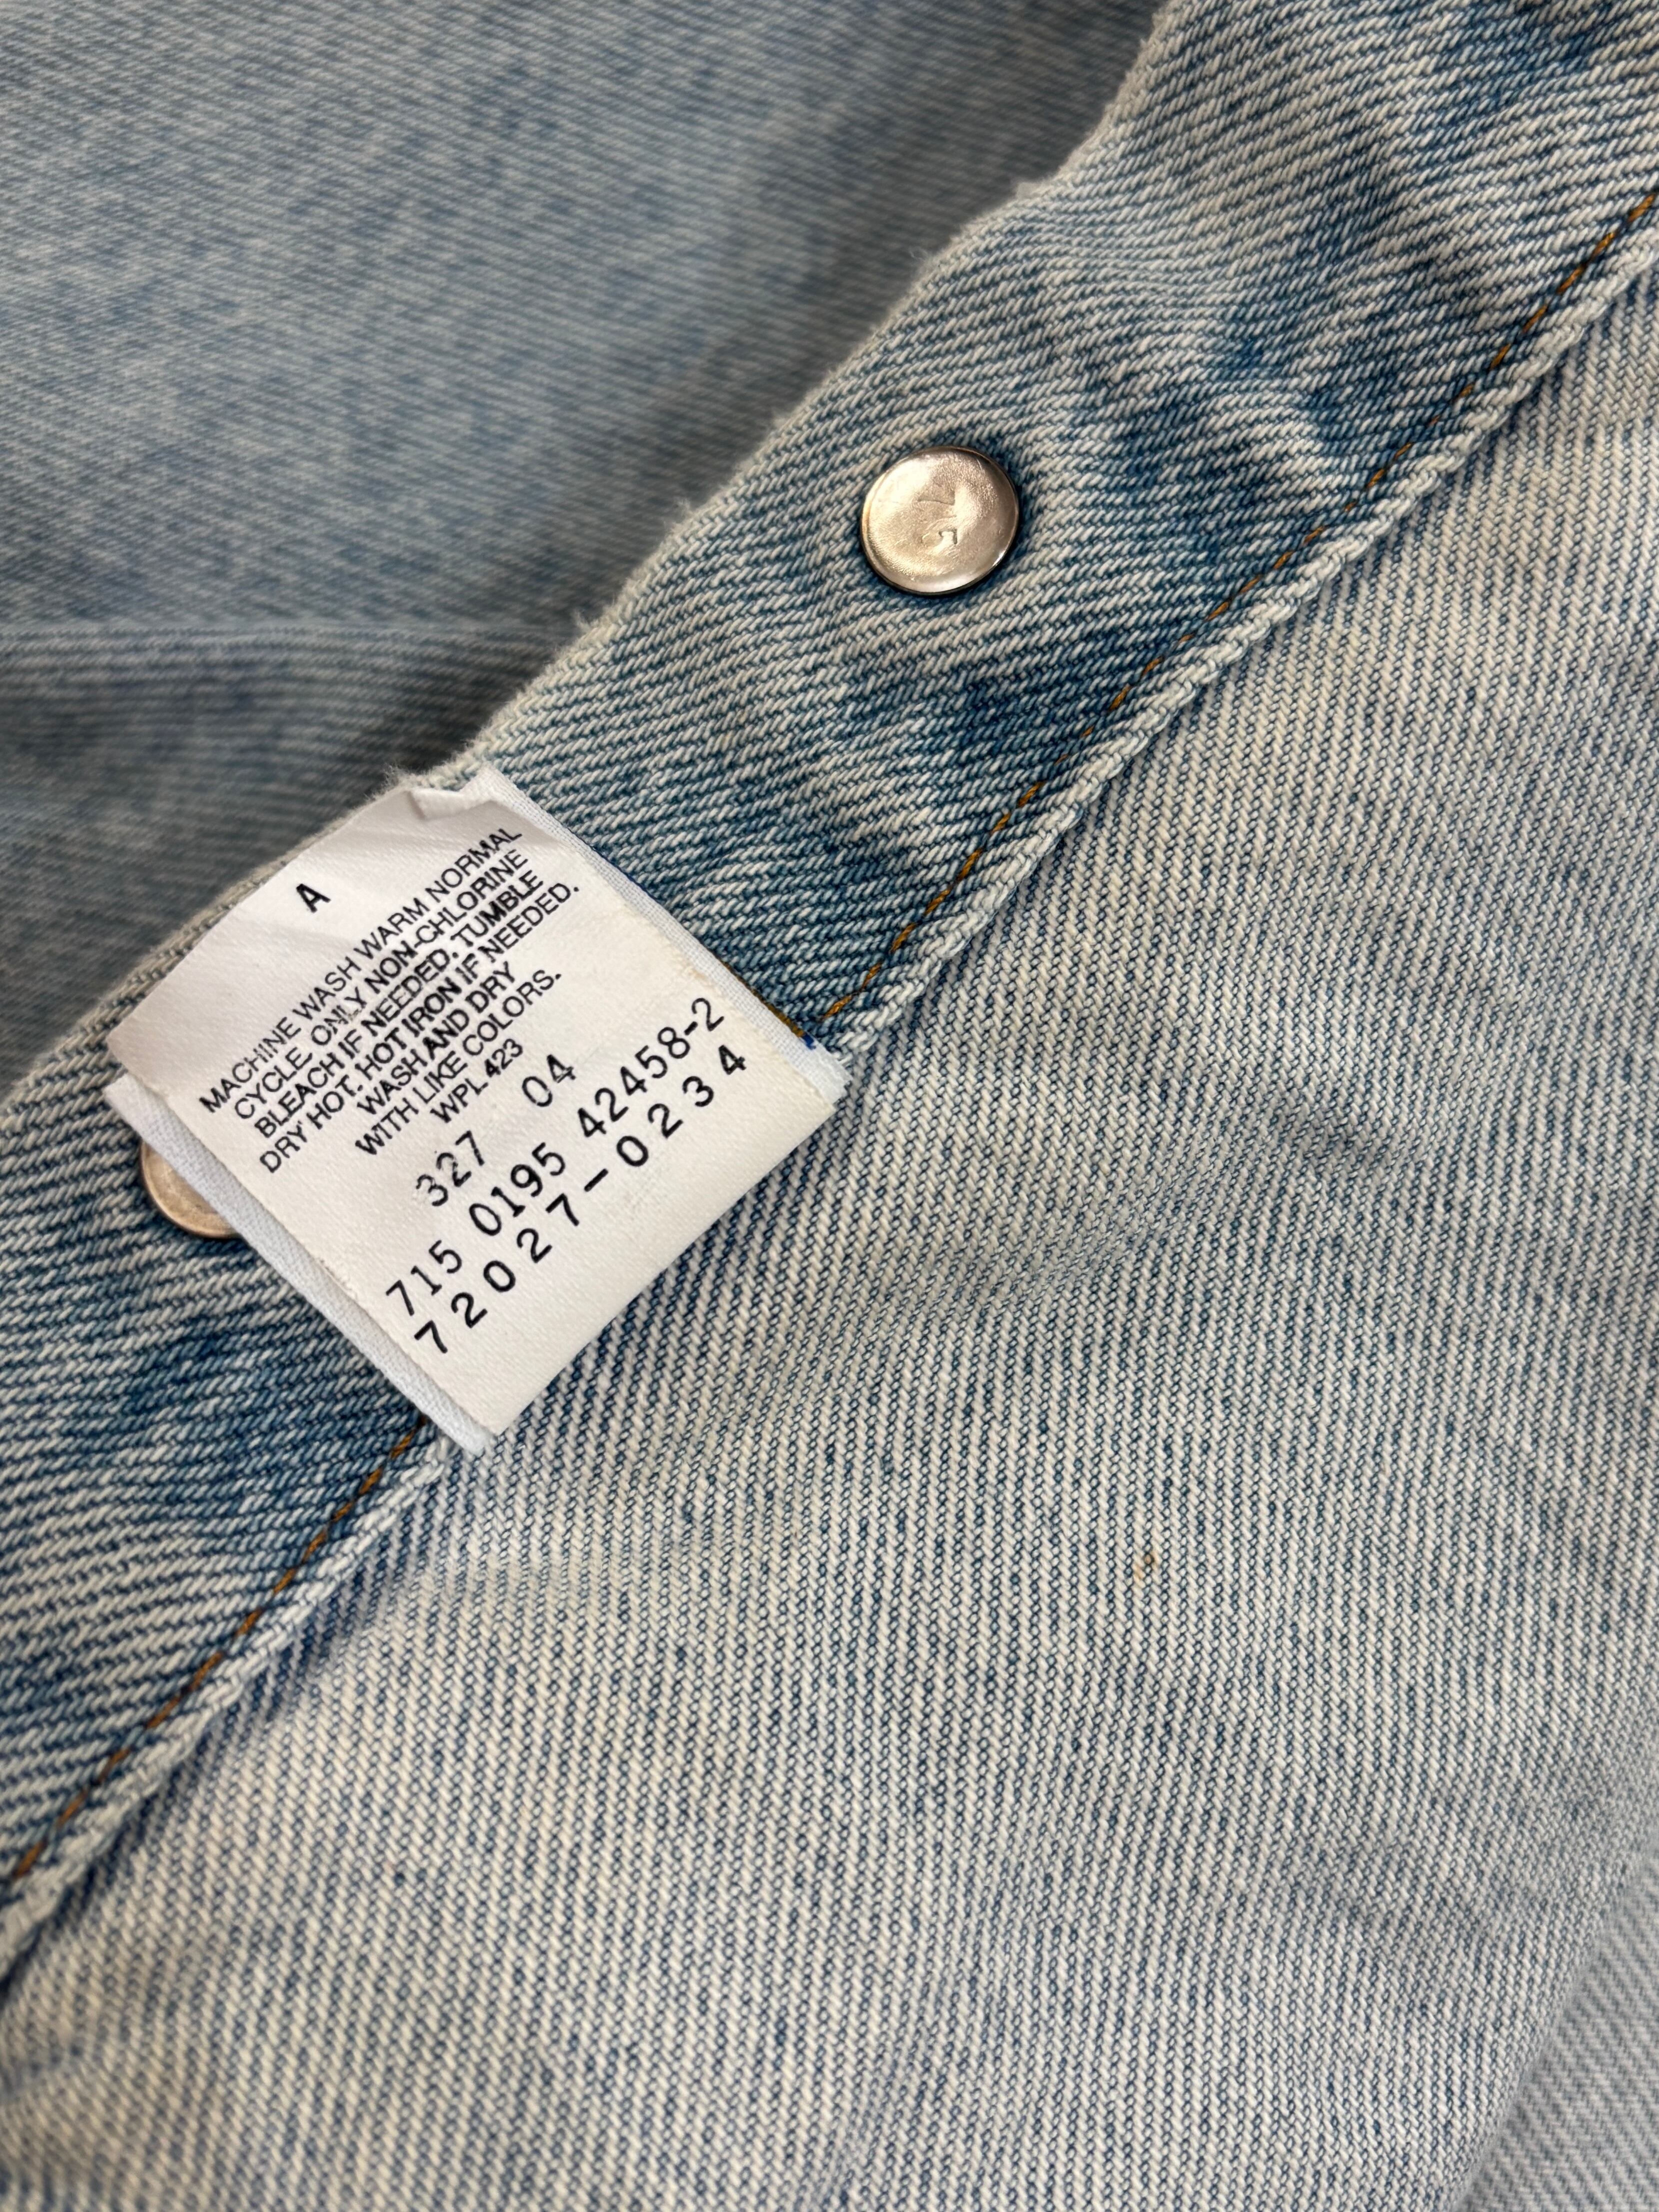 A
MACHINE WASH WARM NORMAL
CYCLE. ONLY NON-CHLORINE
BLEACH IF NEEDED. TUMBLE
DRY HOT. HOT IRON IF NEEDED.
WASH AND DRY
WITH LIKE COLORS.
WPL 423
327 04
715 0195 42458-2
72027-0234